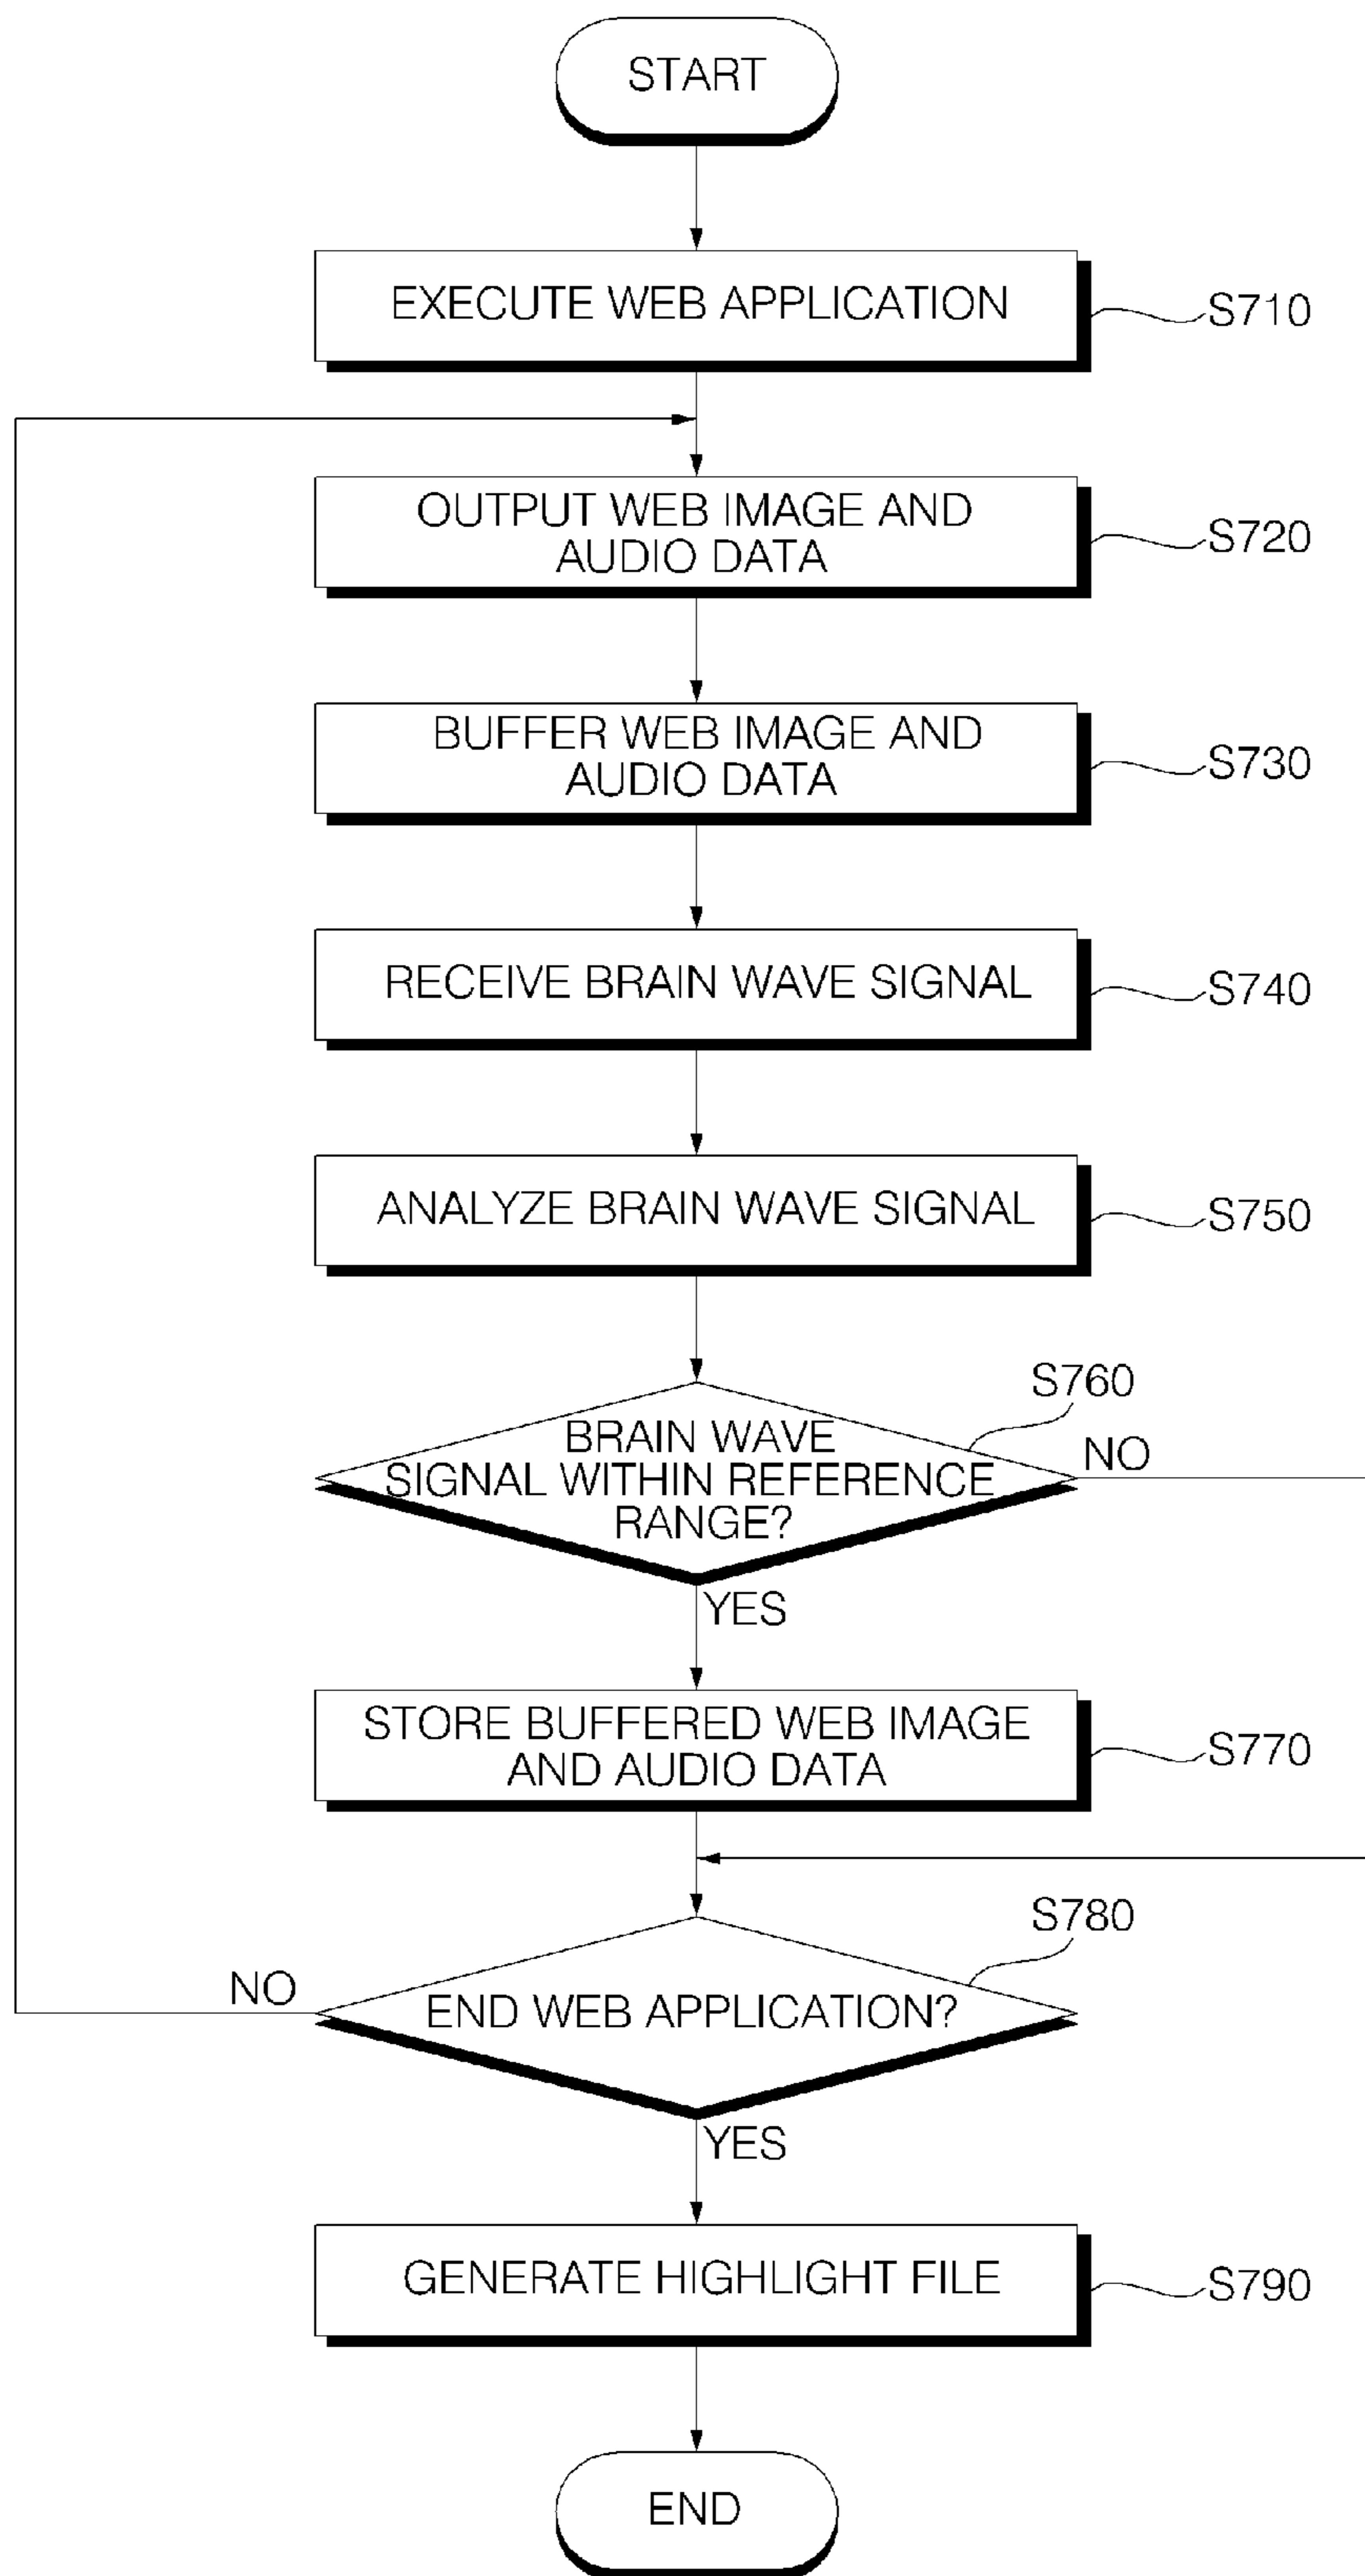 START
EXECUTE WEB APPLICATION
S710
OUTPUT WEB IMAGE AND
AUDIO DATA
S720
BUFFER WEB IMAGE AND
AUDIO DATA
S730
RECEIVE BRAIN WAVE SIGNAL
S740
ANALYZE BRAIN WAVE SIGNAL
S750
S760
BRAIN WAVE
SIGNAL WITHIN REFERENCE
RANGE?
NO
YES
STORE BUFFERED WEB IMAGE
AND AUDIO DATA
S770
S780
NO
END WEB APPLICATION?
YES
GENERATE HIGHLIGHT FILE
S790
END